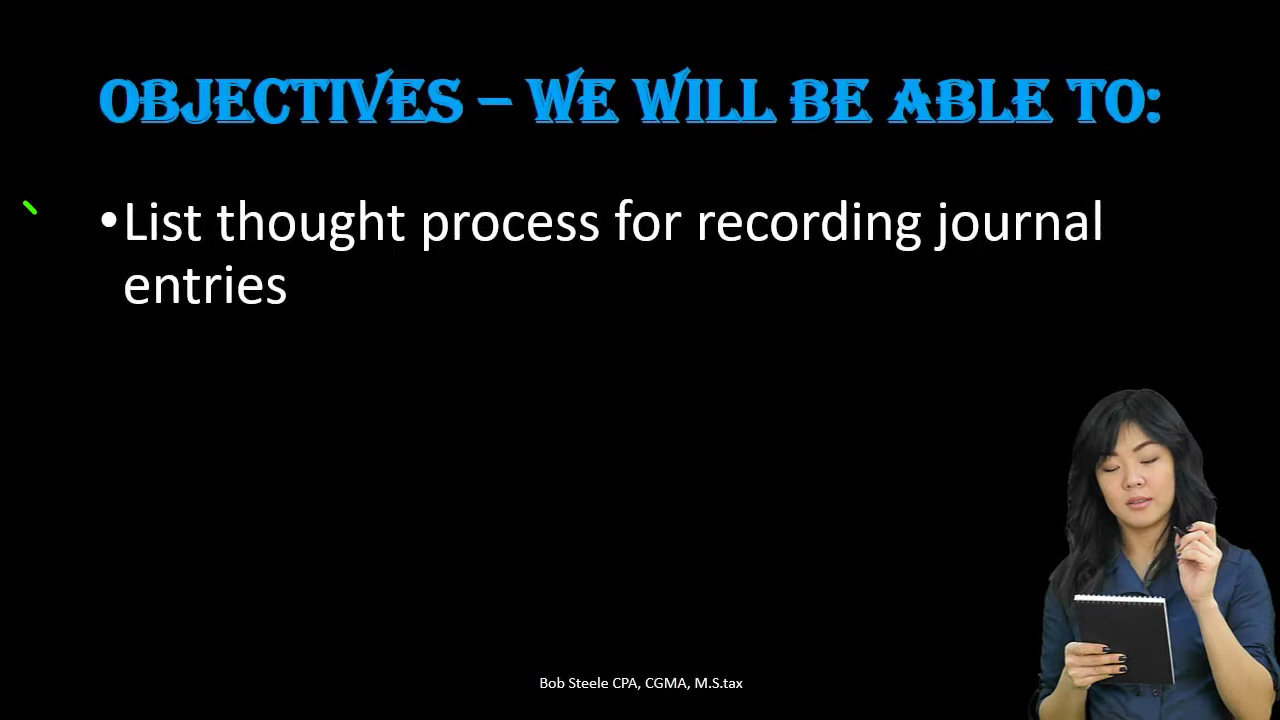 OBJECTIVES – WE WILL BE ABLE TO:
•List thought process for recording journal
entries
Bob Steele CPA, CGMA, M.S.tax